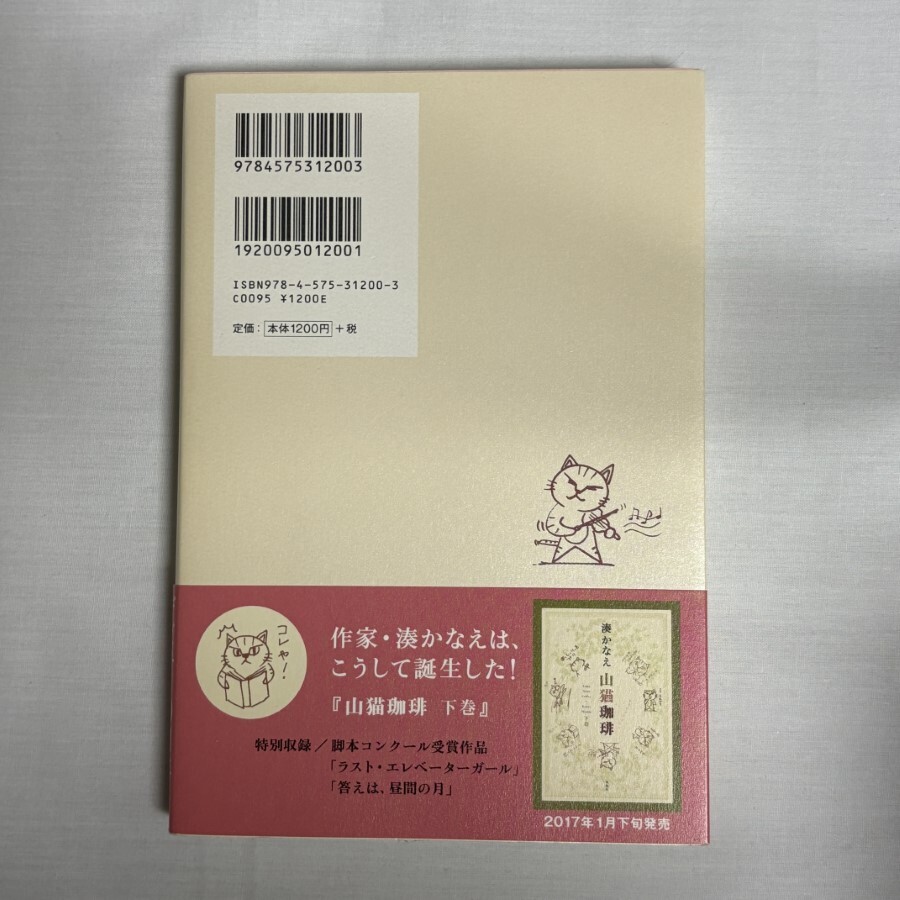 9784575312003
1920095012001
ISBN978-4-575-31200-3
C0095 ¥1200E
定価：本体1200円＋税
コレや！
作家・湊かなえは、
こうして誕生した！
『山猫珈琲 下巻』
特別収録／脚本コンクール受賞作品
「ラスト・エレベーターガール」
「答えは、昼間の月」
湊かなえ
山猫珈琲
2017年1月下旬発売